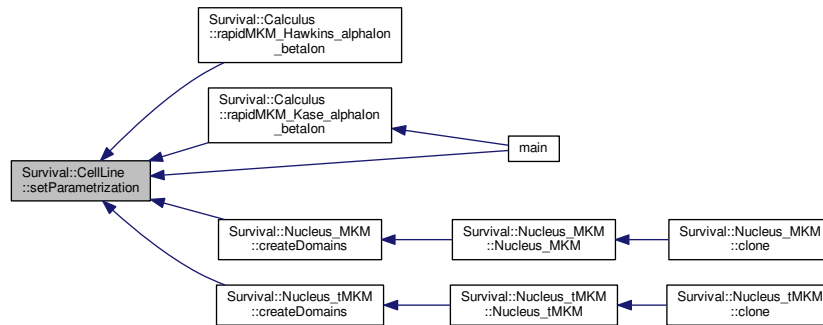 Survival::Calculus
::rapidMKM_Hawkins_alphaIon
_betaIon
Survival::Calculus
::rapidMKM_Kase_alphaIon
_betaIon
main
Survival::CellLine
::setParametrization
Survival::Nucleus_MKM
::createDomains
Survival::Nucleus_MKM
::Nucleus_MKM
Survival::Nucleus_MKM
::clone
Survival::Nucleus_tMKM
::createDomains
Survival::Nucleus_tMKM
::Nucleus_tMKM
Survival::Nucleus_tMKM
::clone